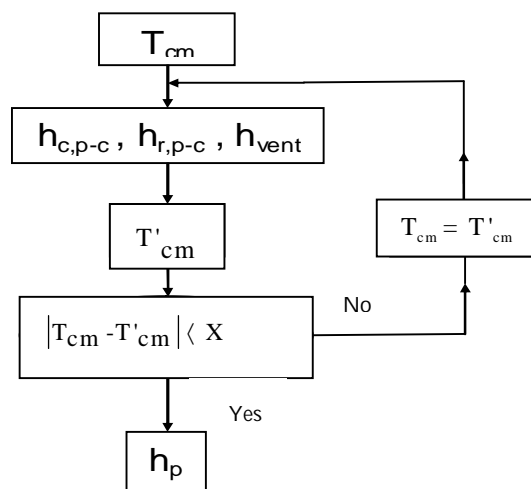 T_cm
h_c,p-c , h_r,p-c , h_vent
T'_cm
T_cm = T'_cm
|T_cm -T'_cm| ⟨ X
No
Yes
h_p